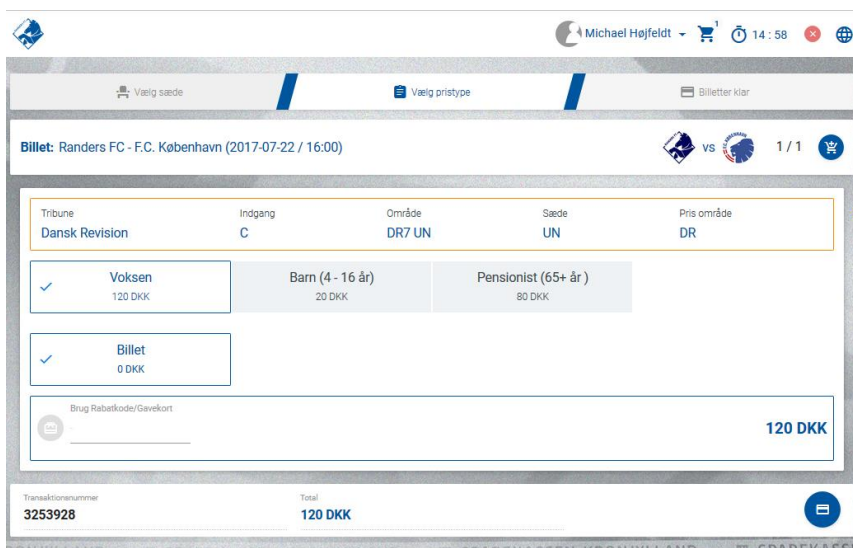 Michael Højfeldt 1 14 : 58
Vælg sæde
Vælg pristype
Billetter klar
Billet: Randers FC - F.C. København (2017-07-22 / 16:00)
vs
1 / 1
Tribune Indgang Område Sæde Pris område
Dansk Revision C DR7 UN UN DR
Voksen Barn (4 - 16 år) Pensionist (65+ år )
120 DKK 20 DKK 80 DKK
Billet
0 DKK
Brug Rabatkode/Gavekort
120 DKK
Transaktionsnummer Total
3253928 120 DKK